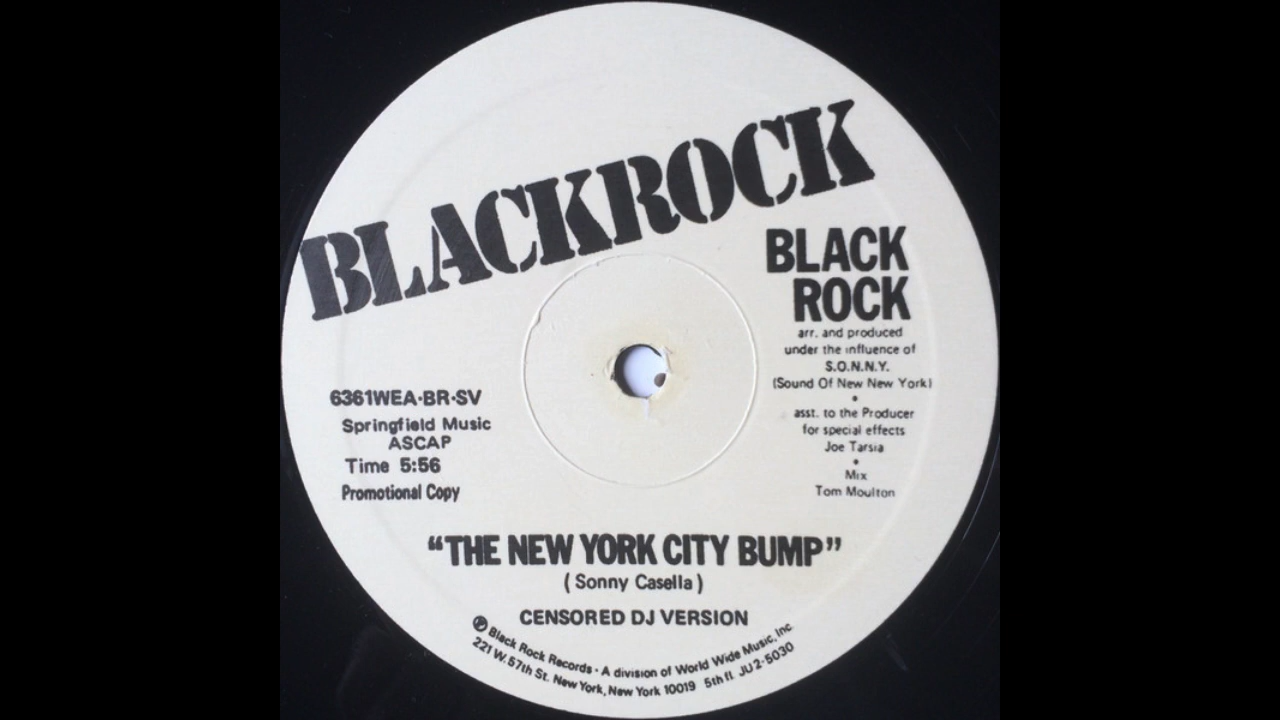 BLACKROCK
BLACK
ROCK
arr. and produced
under the influence of
S.O.N.N.Y.
(Sound Of New New York)
•
asst. to the Producer
for special effects
Joe Tarsia
•
Mix
Tom Moulton
6361WEA•BR•SV
Springfield Music
ASCAP
Time 5:56
Promotional Copy
“THE NEW YORK CITY BUMP”
( Sonny Casella )
CENSORED DJ VERSION
℗ Black Rock Records • A division of World Wide Music, Inc.
221 W. 57th St. New York, New York 10019 5th fl. JU 2-5030